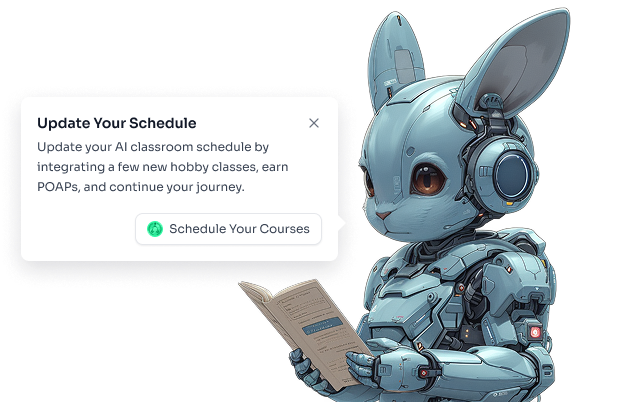 Update Your Schedule
Update your AI classroom schedule by
integrating a few new hobby classes, earn
POAPs, and continue your journey.
Schedule Your Courses